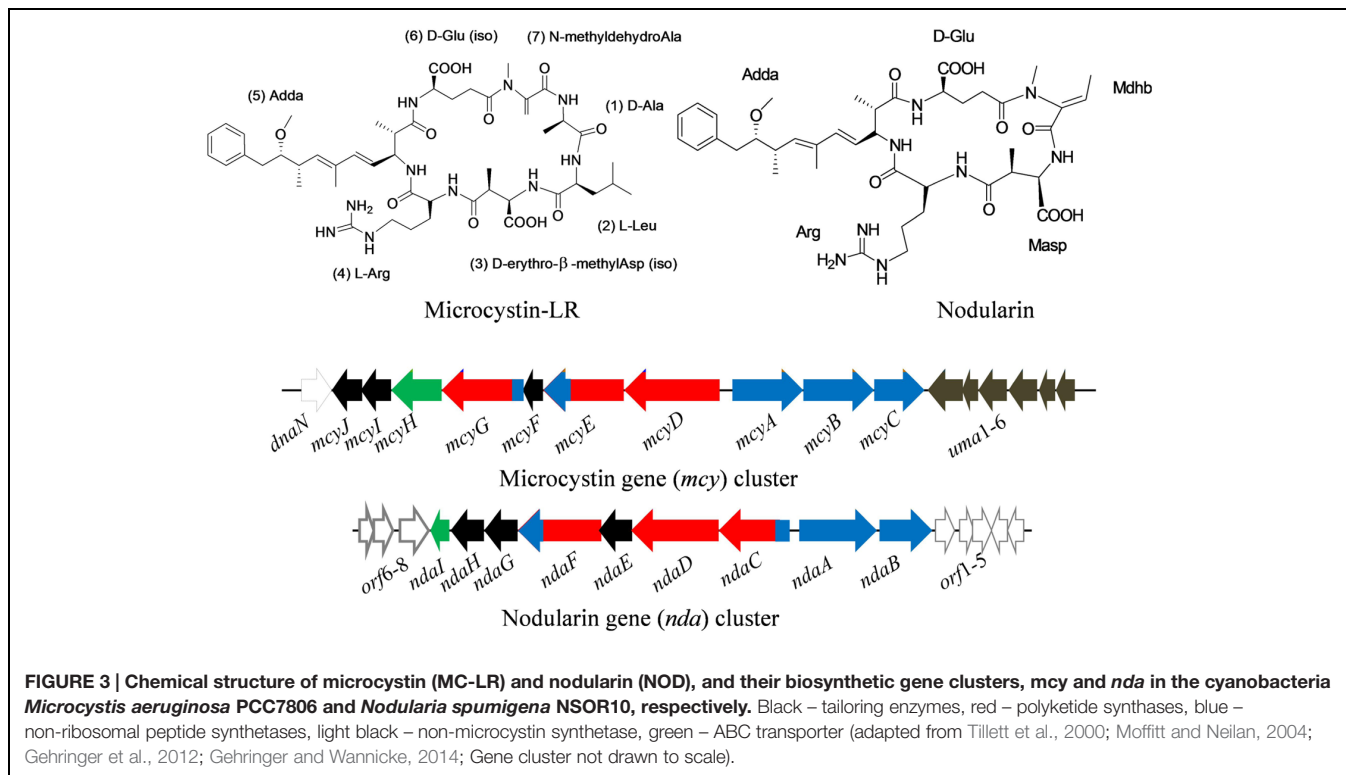 (6) D-Glu (iso)
(7) N-methyldehydroAla
COOH
O
N
O
HN
O
NH
(1) D-Ala
(5) Adda
O
O
O
NH
NH
H
N
O
H
N
O
NH2
HN
N
H
O
COOH
O
(2) L-Leu
(4) L-Arg
(3) D-erythro-β -methylAsp (iso)
Microcystin-LR
D-Glu
COOH
Adda
O
O
N
H
N
O
Mdhb
O
NH
NH
O
H
N
O
COOH
Arg
NH
H2N
N
H
Masp
Nodularin
dnaN
mcyJ
mcyI
mcyH
mcyG
mcyF
mcyE
mcyD
mcyA
mcyB
mcyC
uma1-6
Microcystin gene (mcy) cluster
orf6-8
ndaI
ndaH
ndaG
ndaF
ndaE
ndaD
ndaC
ndaA
ndaB
orf1-5
Nodularin gene (nda) cluster
FIGURE 3 | Chemical structure of microcystin (MC-LR) and nodularin (NOD), and their biosynthetic gene clusters, mcy and nda in the cyanobacteria
Microcystis aeruginosa PCC7806 and Nodularia spumigena NSOR10, respectively. Black – tailoring enzymes, red – polyketide synthases, blue –
non-ribosomal peptide synthetases, light black – non-microcystin synthetase, green – ABC transporter (adapted from Tillett et al., 2000; Moffitt and Neilan, 2004;
Gehringer et al., 2012; Gehringer and Wannicke, 2014; Gene cluster not drawn to scale).